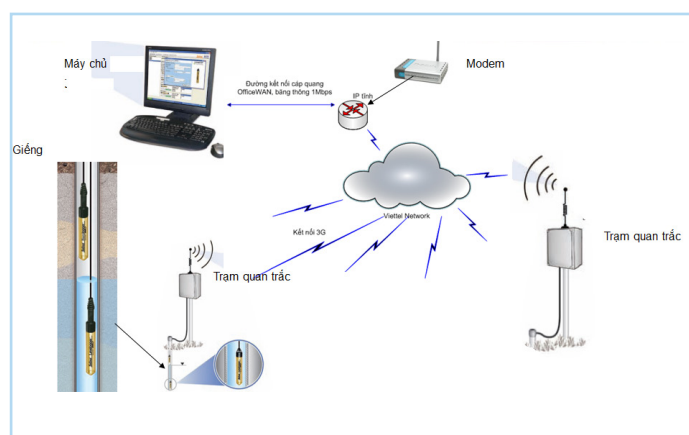 Máy chủ
:
Đường kết nối cáp quang
OfficeWAN, băng thông 1Mbps
IP tĩnh
Modem
Giếng
Viettel Network
Kết nối 3G
Trạm quan trắc
Trạm quan trắc